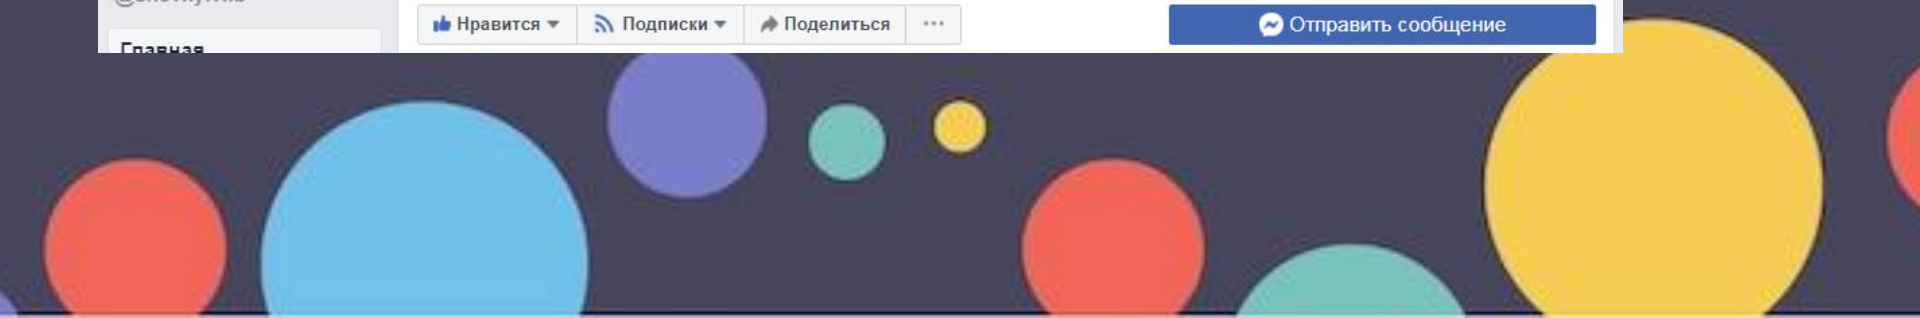 Нравится Подписки Поделиться ... Отправить сообщение
Главная